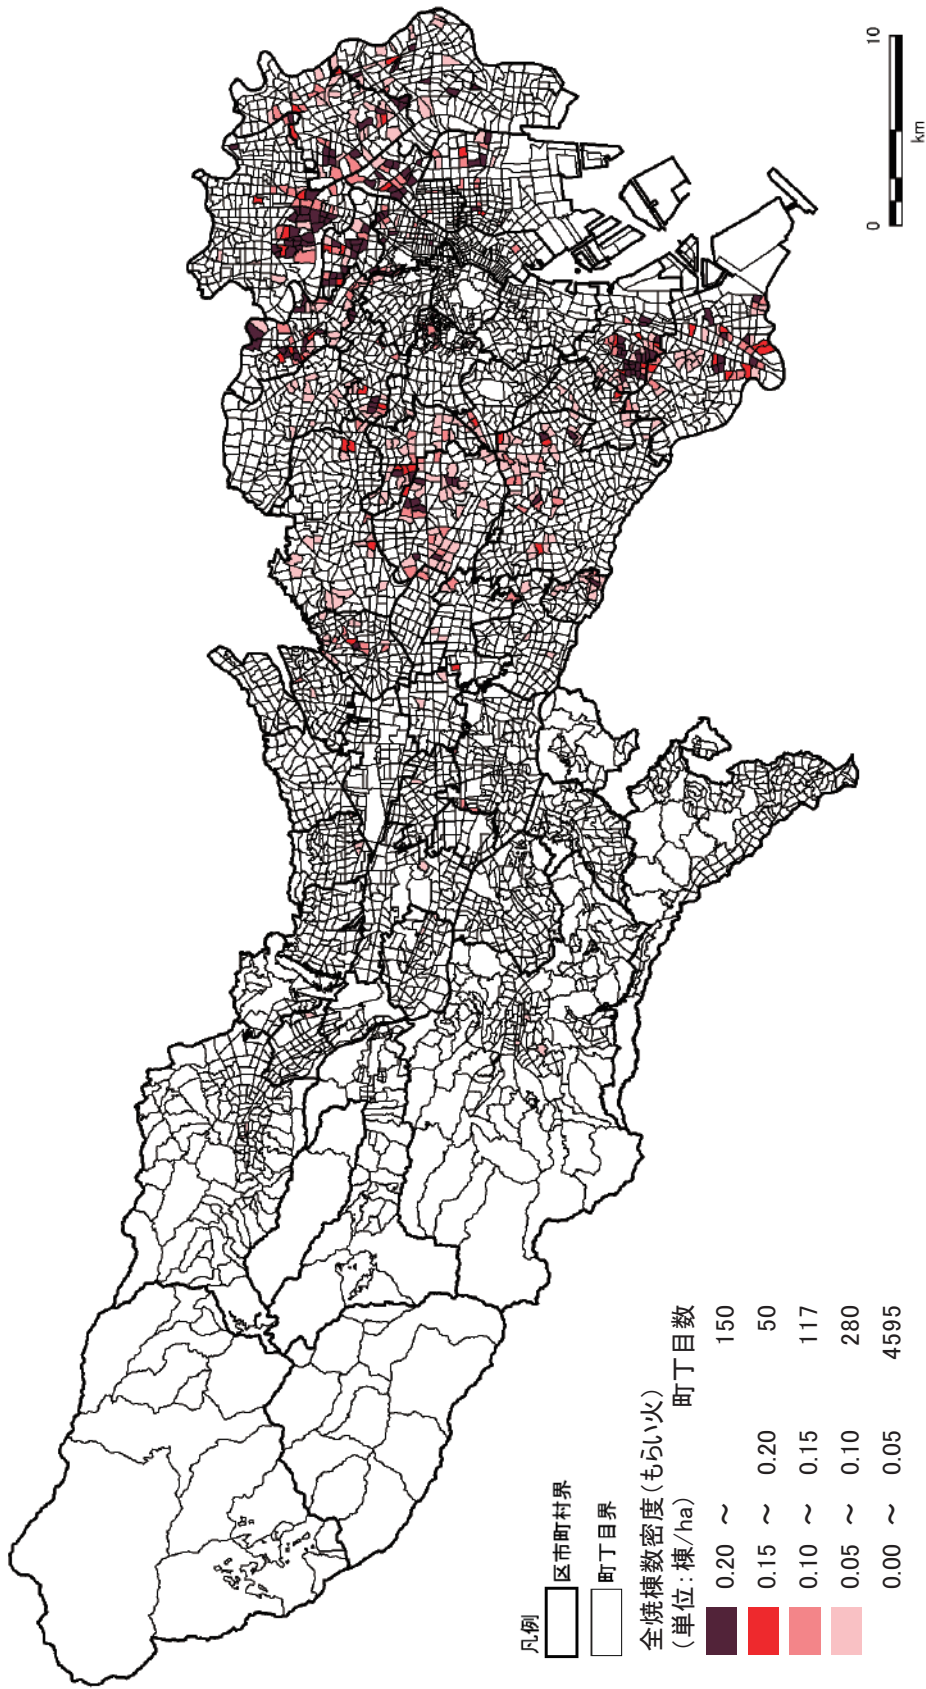 凡例
区市町村界
町丁目界
全焼棟数密度(もらい火)
(単位:棟/ha) 町丁目数
0.20 ~ 150
0.15 ~ 0.20 50
0.10 ~ 0.15 117
0.05 ~ 0.10 280
0.00 ~ 0.05 4595
0 10
km